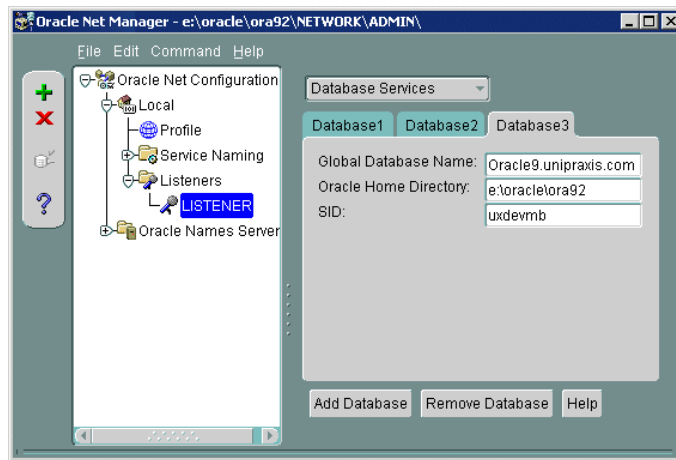 Oracle Net Manager - e:\oracle\ora92\NETWORK\ADMIN\
File Edit Command Help
Oracle Net Configuration
Local
Profile
Service Naming
Listeners
LISTENER
Oracle Names Server
Database Services
Database1 Database2 Database3
Global Database Name: Oracle9.unipraxis.com
Oracle Home Directory: e:\oracle\ora92
SID: uxdevmb
Add Database Remove Database Help